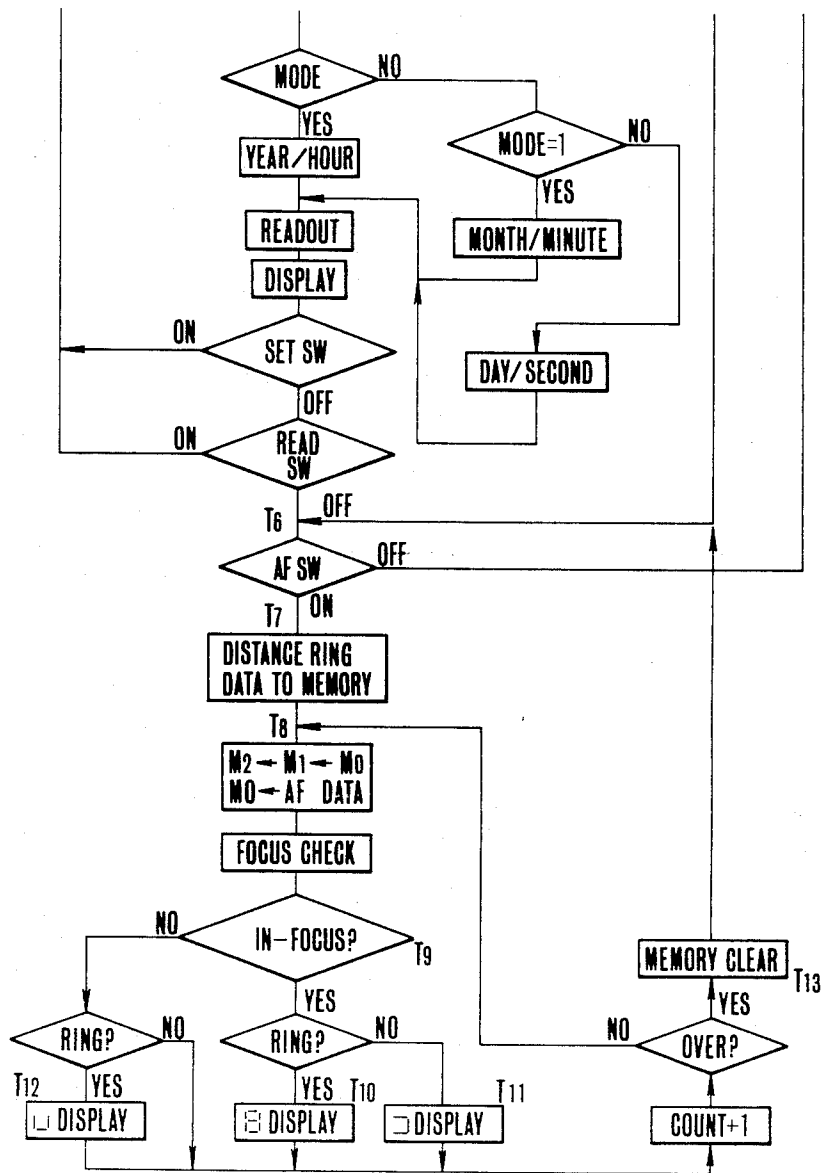 MODE
NO
YES
MODE=1
NO
YEAR/HOUR
YES
READOUT
MONTH/MINUTE
DISPLAY
ON
SET SW
DAY/SECOND
OFF
ON
READ
SW
T6
OFF
AF SW
OFF
T7
ON
DISTANCE RING
DATA TO MEMORY
T8
M2←M1←M0
M0←AF DATA
FOCUS CHECK
NO
IN-FOCUS?
T9
MEMORY CLEAR
T13
YES
YES
RING?
NO
RING?
NO
NO
OVER?
T12
YES
YES
T10
T11
DISPLAY
DISPLAY
DISPLAY
COUNT+1